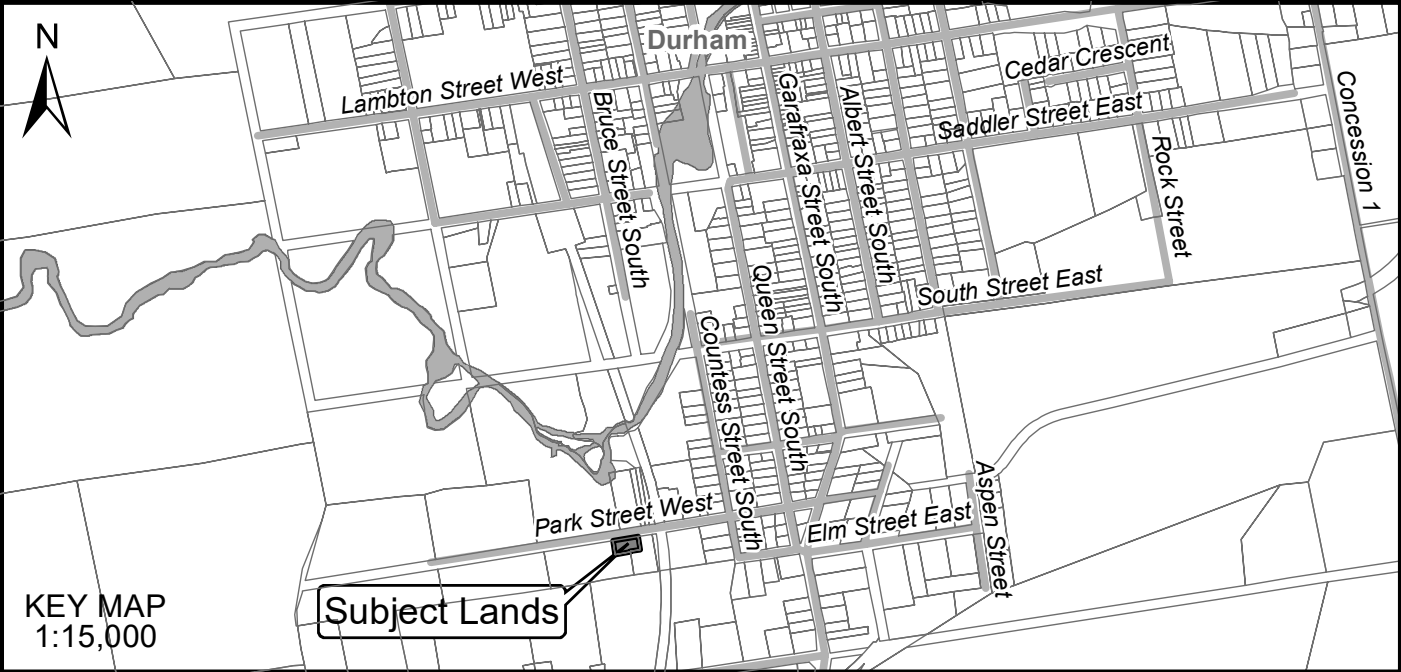 N
Durham
Lambton Street West
Bruce Street South
Garafraxa Street South
Albert Street South
Cedar Crescent
Saddler Street East
Rock Street
Concession 1
South Street East
Queen Street South
Countess Street South
Park Street West
Elm Street East
Aspen Street
Subject Lands
KEY MAP
1:15,000